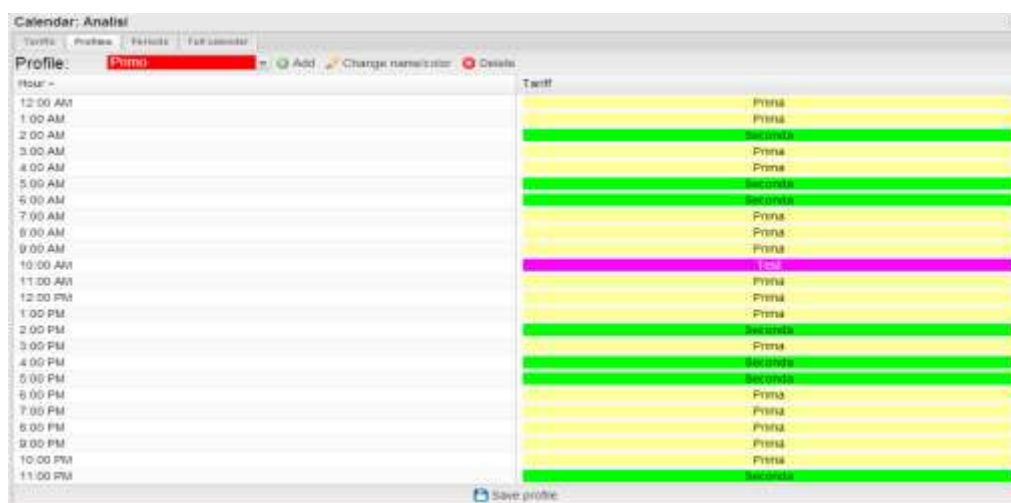 Calendar: Analisi
Tariffs Profiles Periods Full calendar
Profile: Primo Add Change name/color Delete
Hour Tariff
12:00 AM Prima
1:00 AM Prima
2:00 AM Seconda
3:00 AM Prima
4:00 AM Prima
5:00 AM Seconda
6:00 AM Seconda
7:00 AM Prima
8:00 AM Prima
9:00 AM Prima
10:00 AM Test
11:00 AM Prima
12:00 PM Prima
1:00 PM Prima
2:00 PM Seconda
3:00 PM Prima
4:00 PM Seconda
5:00 PM Seconda
6:00 PM Prima
7:00 PM Prima
8:00 PM Prima
9:00 PM Prima
10:00 PM Prima
11:00 PM Seconda
Save profile